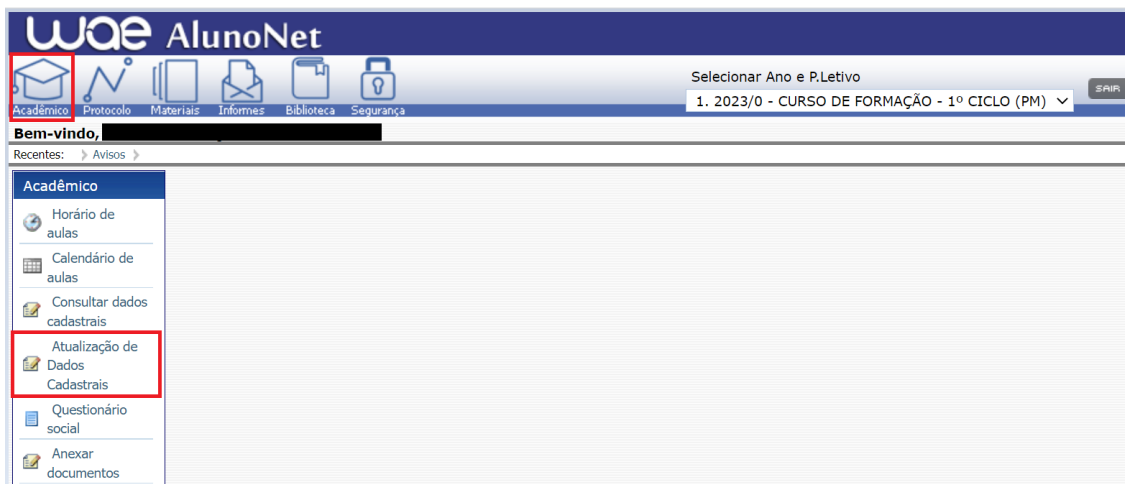 wae AlunoNet
Acadêmico Protocolo Materiais Informes Biblioteca Segurança
Selecionar Ano e P.Letivo
1. 2023/0 - CURSO DE FORMAÇÃO - 1º CICLO (PM)
SAIR
Bem-vindo,
Recentes: Avisos
Acadêmico
Horário de
aulas
Calendário de
aulas
Consultar dados
cadastrais
Atualização de
Dados
Cadastrais
Questionário
social
Anexar
documentos